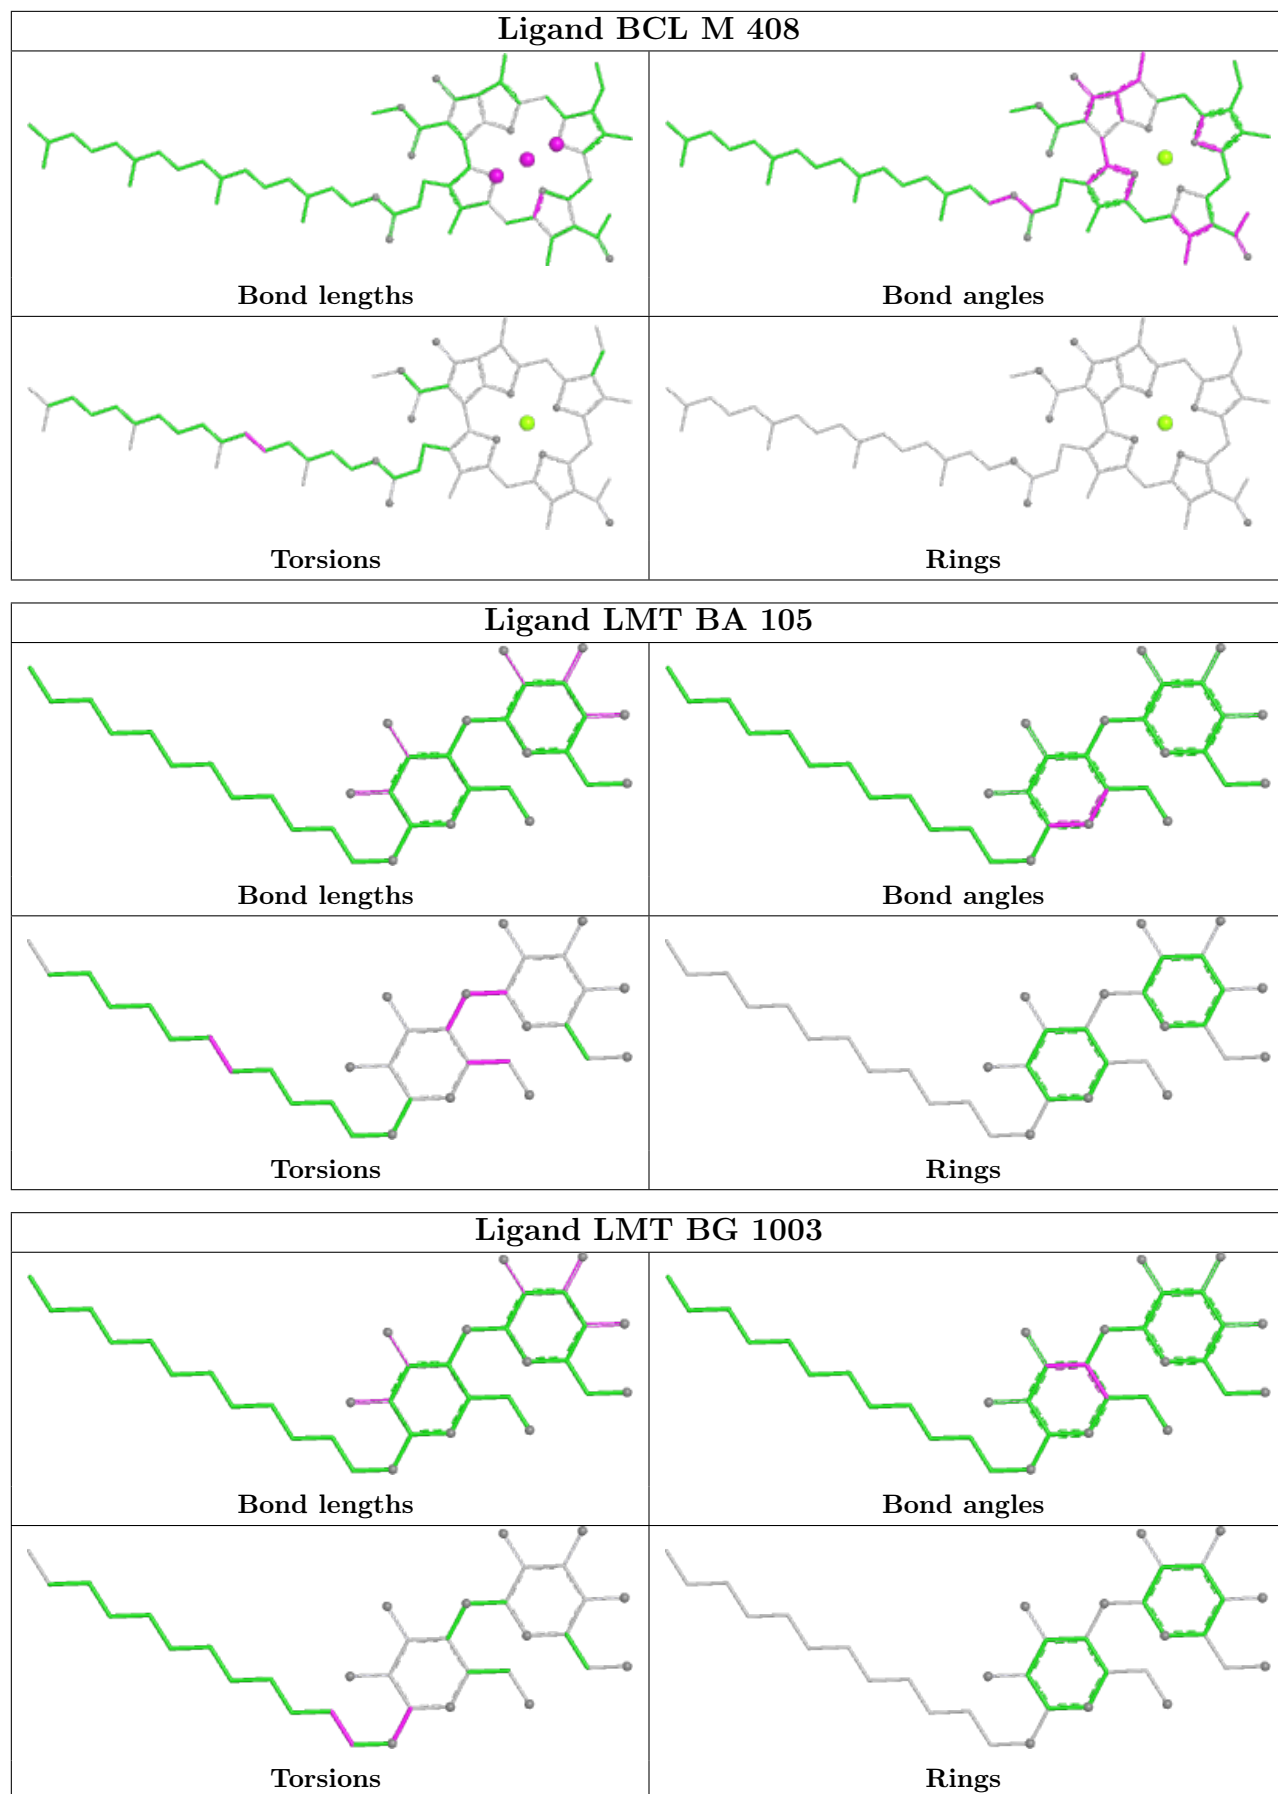 Ligand BCL M 408
Bond lengths
Bond angles
Torsions
Rings
Ligand LMT BA 105
Bond lengths
Bond angles
Torsions
Rings
Ligand LMT BG 1003
Bond lengths
Bond angles
Torsions
Rings